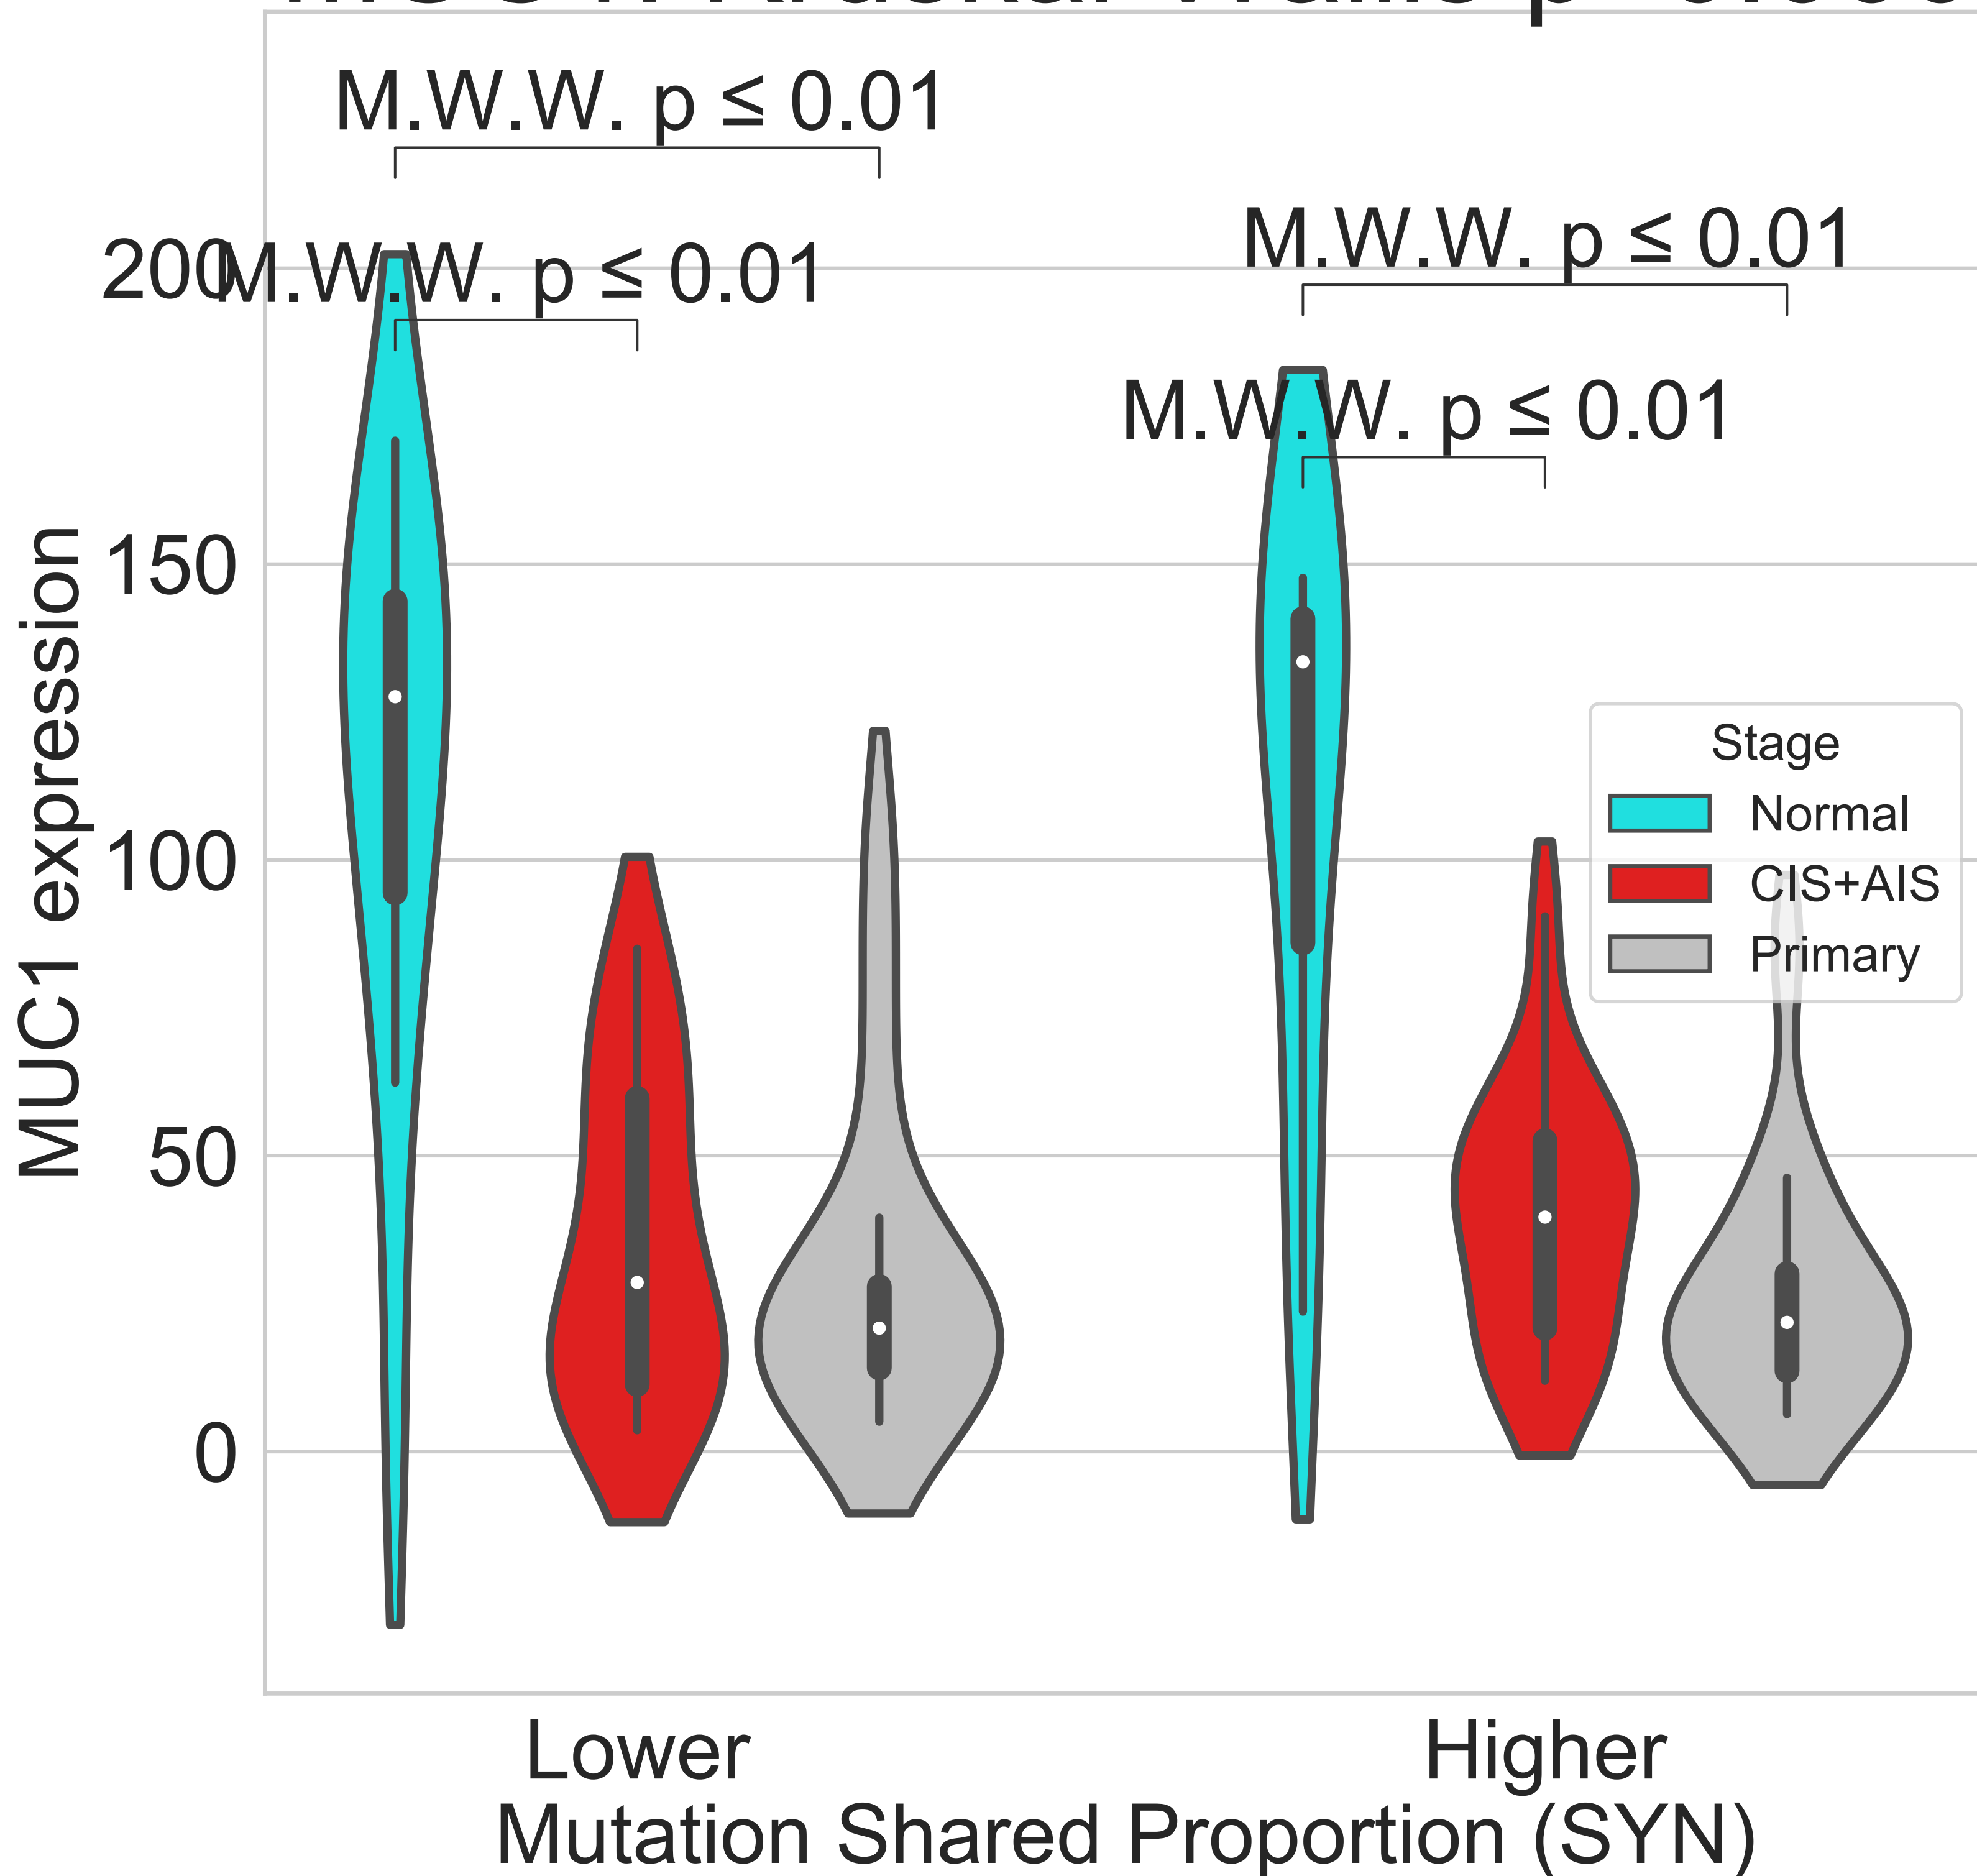 M.W.W. p ≤ 0.01
200
M.W.W. p ≤ 0.01
M.W.W. p ≤ 0.01
M.W.W. p ≤ 0.01
150
100
50
0
MUC1 expression
Stage
Normal
CIS+AIS
Primary
Lower
Higher
Mutation Shared Proportion (SYN)